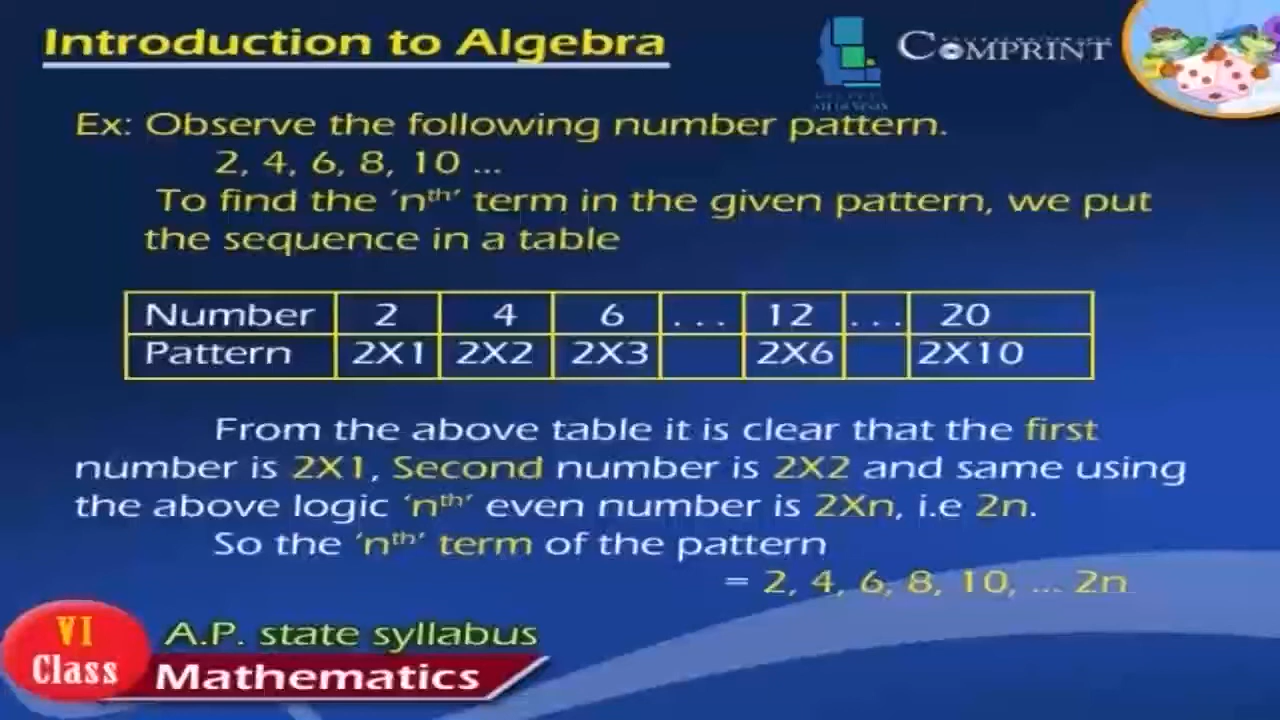 Introduction to Algebra
COMPRINT
Ex: Observe the following number pattern.
2, 4, 6, 8, 10 ...
To find the ‘nᵗʰ’ term in the given pattern, we put
the sequence in a table
Number 2 4 6 ... 12 ... 20
Pattern 2X1 2X2 2X3 2X6 2X10
From the above table it is clear that the first
number is 2X1, Second number is 2X2 and same using
the above logic ‘nᵗʰ’ even number is 2Xn, i.e 2n.
So the ‘nᵗʰ’ term of the pattern
= 2, 4, 6, 8, 10, ... 2n
VI
Class
A.P. state syllabus
Mathematics